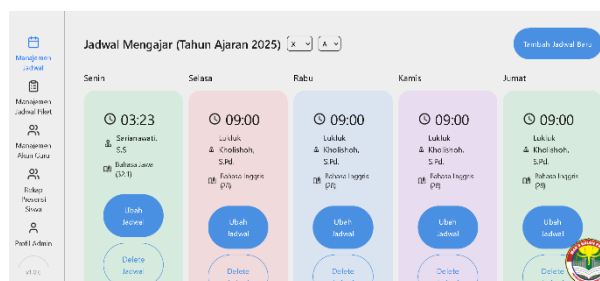 Manajemen
Jadwal
Manajemen
Jadwal Piket
Manajemen
Akun Guru
Rekap
Presensi
Siswa
Profil Admin
Jadwal Mengajar (Tahun Ajaran 2025) X A
Tambah Jadwal Baru
Senin Selasa Rabu Kamis Jumat
03:23
Serianawati,
S.S
Bahasa Jawa
(32.1)
Ubah
Jadwal
Delete
Jadwal
09:00
Lukluk
Kholishoh,
S.Pd.
Bahasa Inggris
Ubah
Jadwal
Delete
09:00
Lukluk
Kholishoh,
S.Pd.
Bahasa Inggris
Ubah
Jadwal
Delete
09:00
Lukluk
Kholishoh,
S.Pd.
Bahasa Inggris
Ubah
Jadwal
Delete
09:00
Lukluk
Kholishoh,
S.Pd.
Bahasa Inggris
Ubah
Jadwal
Delete